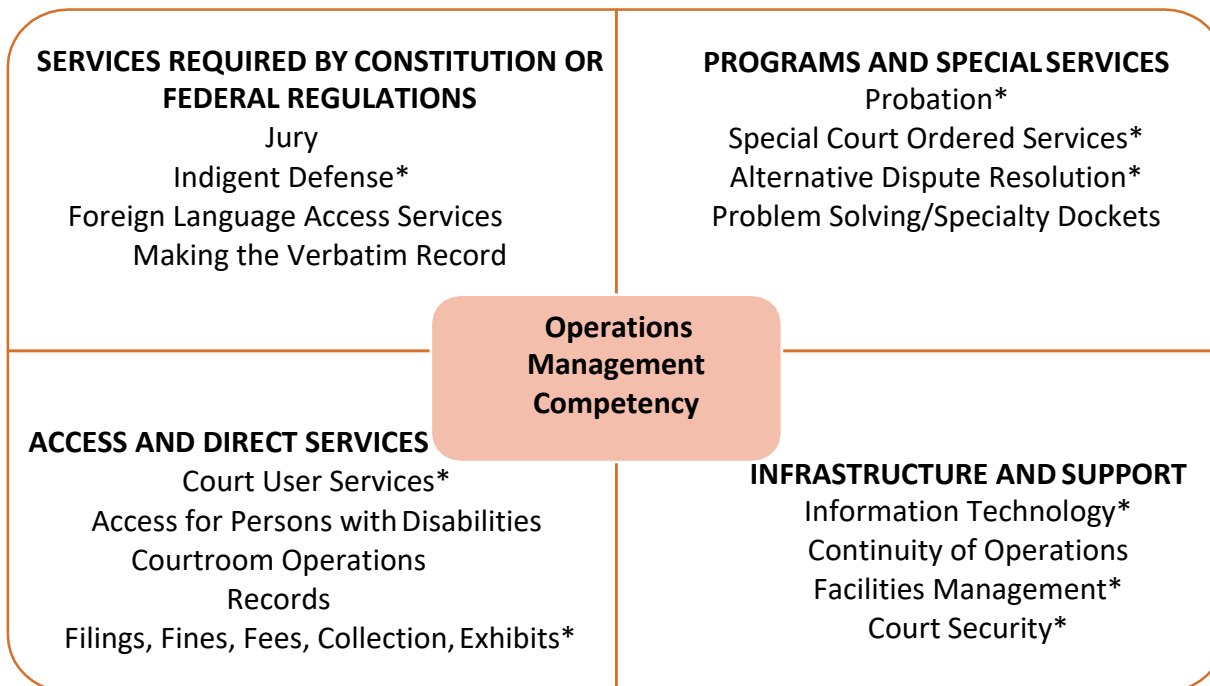 SERVICES REQUIRED BY CONSTITUTION OR
FEDERAL REGULATIONS
Jury
Indigent Defense*
Foreign Language Access Services
Making the Verbatim Record
PROGRAMS AND SPECIAL SERVICES
Probation*
Special Court Ordered Services*
Alternative Dispute Resolution*
Problem Solving/Specialty Dockets
Operations
Management
Competency
ACCESS AND DIRECT SERVICES
Court User Services*
Access for Persons with Disabilities
Courtroom Operations
Records
Filings, Fines, Fees, Collection, Exhibits*
INFRASTRUCTURE AND SUPPORT
Information Technology*
Continuity of Operations
Facilities Management*
Court Security*